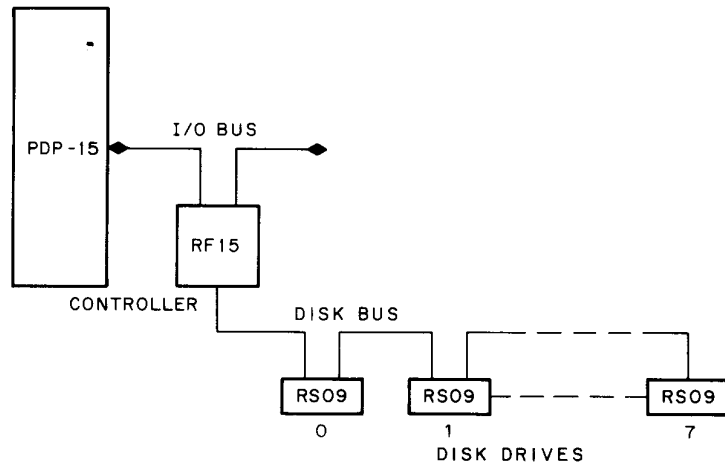 PDP-15
I/O BUS
RF15
CONTROLLER
DISK BUS
RS09
RS09
RS09
0
1
7
DISK DRIVES